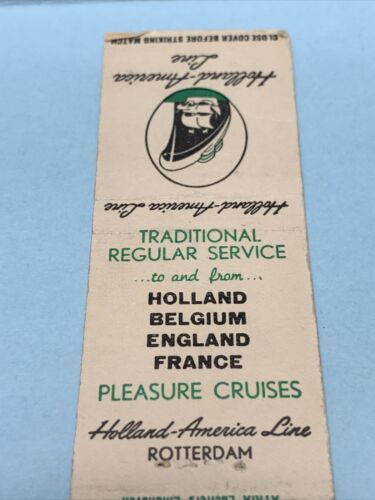 CLOSE COVER BEFORE STRIKING MATCH
Holland-America
Line
Holland-America Line
TRADITIONAL
REGULAR SERVICE
...to and from...
HOLLAND
BELGIUM
ENGLAND
FRANCE
PLEASURE CRUISES
Holland-America Line
ROTTERDAM